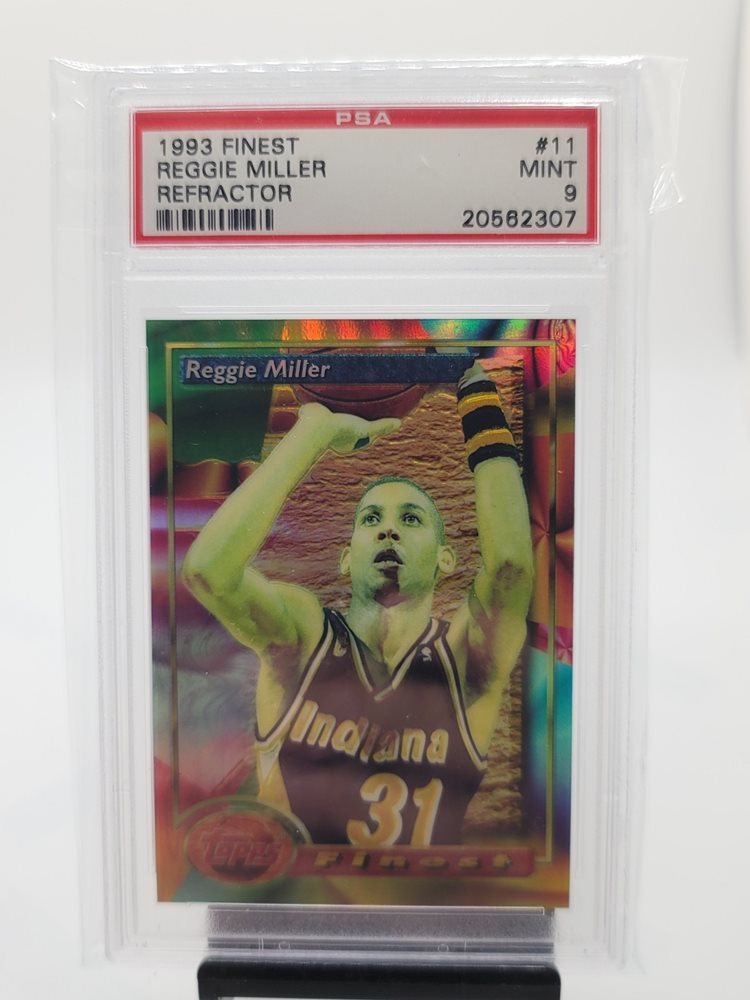 PSA
1993 FINEST #11
REGGIE MILLER MINT
REFRACTOR 9
20562307
Reggie Miller
Indiana
31
Topps
Finest